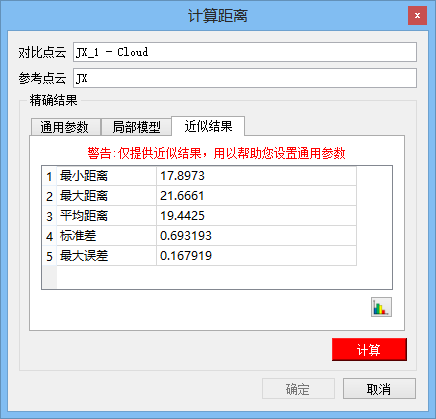 计算距离
x
对比点云 JX_1 - Cloud
参考点云 JX
精确结果
通用参数 局部模型 近似结果
警告:仅提供近似结果，用以帮助您设置通用参数
1 最小距离 17.8973
2 最大距离 21.6661
3 平均距离 19.4425
4 标准差 0.693193
5 最大误差 0.167919
计算
确定 取消